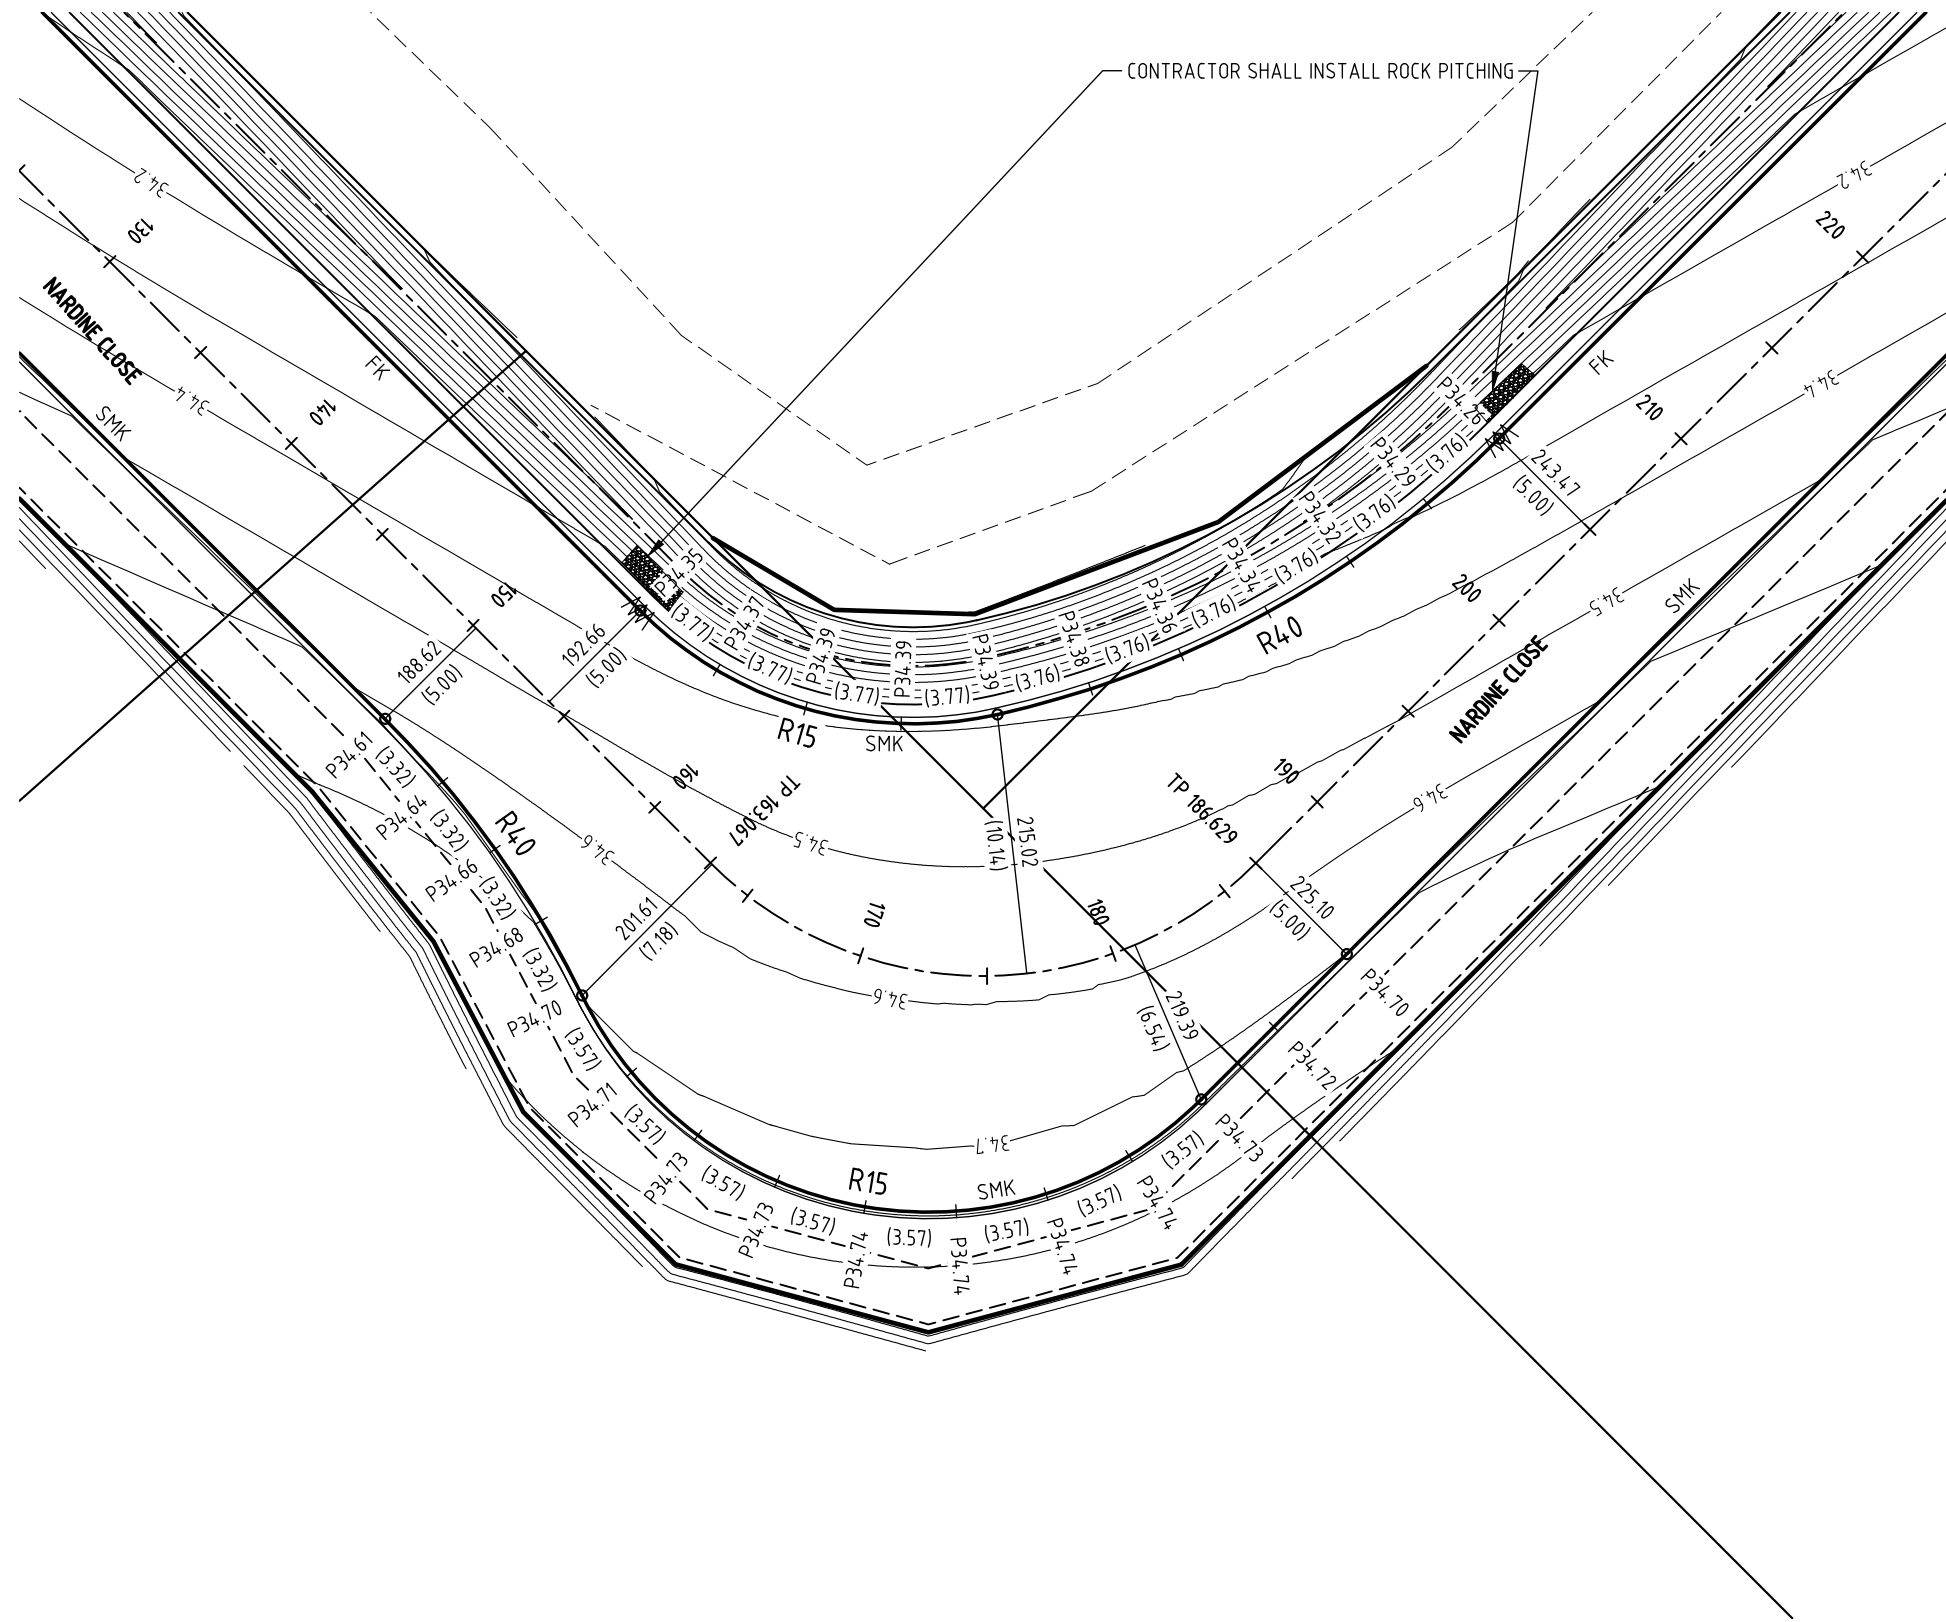 CONTRACTOR SHALL INSTALL ROCK PITCHING
34.2
34.2
130
220
NARDINE CLOSE
FK
FK
34.4
34.4
SMK
140
210
P34.26
(3.76)
243.47
(5.00)
P34.29
(3.76)
P34.32
(3.76)
P34.34
(3.76)
P34.36
(3.76)
P34.38
(3.76)
P34.39
(3.77)
P34.39
(3.77)
P34.39
(3.77)
P34.37
(3.77)
P34.35
150
200
34.5
SMK
R40
188.62
(5.00)
192.66
(5.00)
NARDINE CLOSE
R15
SMK
160
190
TP 163.067
TP 186.629
34.6
34.5
34.6
215.02
(10.14)
P34.61
(3.32)
R40
P34.64
(3.32)
P34.66
(3.32)
P34.68
(3.32)
P34.70
(3.57)
201.61
(7.18)
170
180
225.10
(5.00)
34.6
219.39
(6.54)
P34.70
P34.72
P34.71
(3.57)
34.7
P34.73
(3.57)
P34.73
(3.57)
R15
SMK
P34.73
(3.57)
P34.74
(3.57)
P34.74
(3.57)
P34.74
(3.57)
P34.74